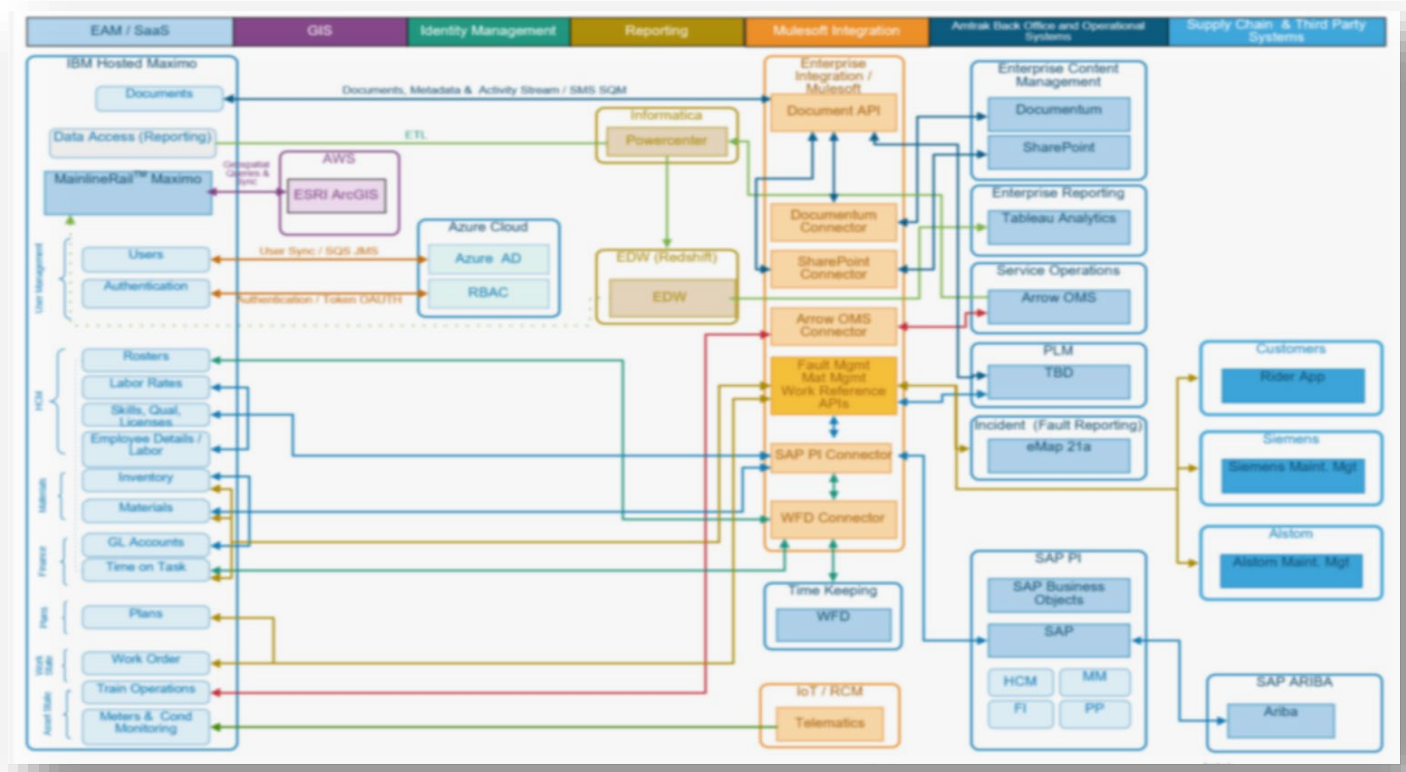 EAM / SaaS
GIS
Identity Management
Reporting
Mulesoft Integration
Amtrak Back Office and Operational
Systems
Supply Chain & Third Party
Systems
IBM Hosted Maximo
Documents
Data Access (Reporting)
MainlineRail™ Maximo
User Management
Users
Authentication
HCM
Rosters
Labor Rates
Skills, Qual,
Licenses
Employee Details /
Labor
Materials
Inventory
Materials
Finance
GL Accounts
Time on Task
Plans
Plans
Work
State
Work Order
Asset State
Train Operations
Meters & Cond
Monitoring
Documents, Metadata & Activity Stream / SMS SQM
ETL
Geospatial
Queries &
Sync
AWS
ESRI ArcGIS
User Sync / SQS JMS
Authentication / Token OAUTH
Azure Cloud
Azure AD
RBAC
Informatica
Powercenter
EDW (Redshift)
EDW
Enterprise
Integration /
Mulesoft
Document API
Documentum
Connector
SharePoint
Connector
Arrow OMS
Connector
Fault Mgmt
Mat Mgmt
Work Reference
APIs
SAP PI Connector
WFD Connector
Time Keeping
WFD
IoT / RCM
Telematics
Enterprise Content
Management
Documentum
SharePoint
Enterprise Reporting
Tableau Analytics
Service Operations
Arrow OMS
PLM
TBD
Incident (Fault Reporting)
eMap 21a
SAP PI
SAP Business
Objects
SAP
HCM
MM
FI
PP
Customers
Rider App
Siemens
Siemens Maint. Mgt
Alstom
Alstom Maint. Mgt
SAP ARIBA
Ariba